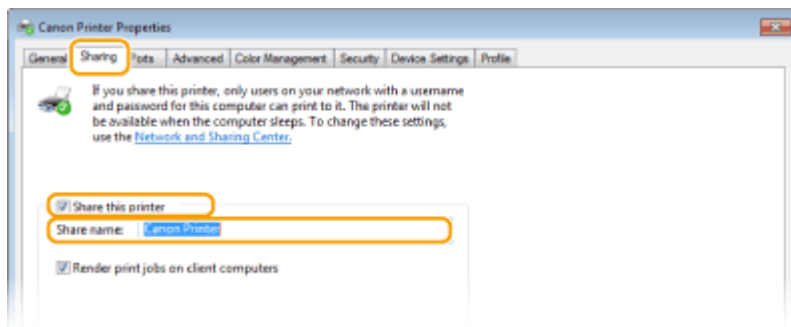 Canon Printer Properties
General Sharing Ports Advanced Color Management Security Device Settings Profile
If you share this printer, only users on your network with a username
and password for this computer can print to it. The printer will not
be available when the computer sleeps. To change these settings,
use the Network and Sharing Center.
Share this printer
Share name: Canon Printer
Render print jobs on client computers